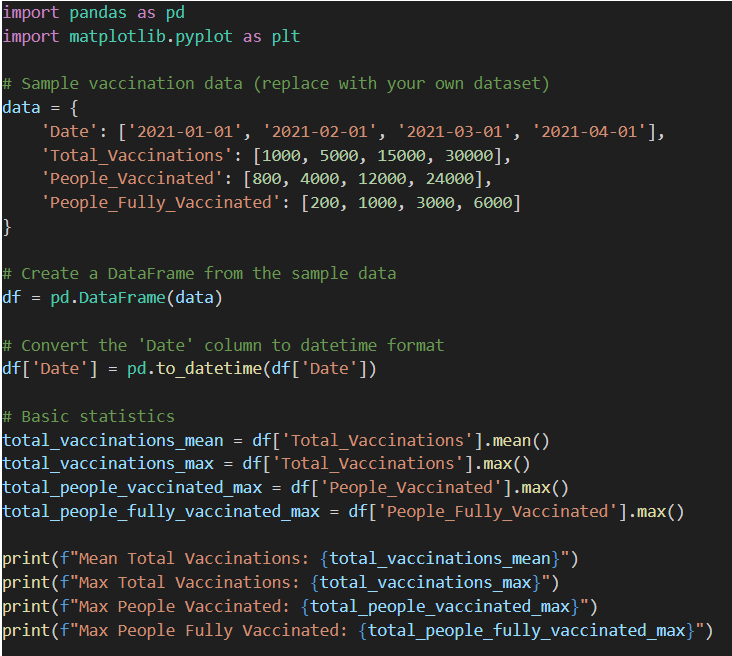 import pandas as pd
import matplotlib.pyplot as plt

# Sample vaccination data (replace with your own dataset)
data = {
    'Date': ['2021-01-01', '2021-02-01', '2021-03-01', '2021-04-01'],
    'Total_Vaccinations': [1000, 5000, 15000, 30000],
    'People_Vaccinated': [800, 4000, 12000, 24000],
    'People_Fully_Vaccinated': [200, 1000, 3000, 6000]
}

# Create a DataFrame from the sample data
df = pd.DataFrame(data)

# Convert the 'Date' column to datetime format
df['Date'] = pd.to_datetime(df['Date'])

# Basic statistics
total_vaccinations_mean = df['Total_Vaccinations'].mean()
total_vaccinations_max = df['Total_Vaccinations'].max()
total_people_vaccinated_max = df['People_Vaccinated'].max()
total_people_fully_vaccinated_max = df['People_Fully_Vaccinated'].max()

print(f"Mean Total Vaccinations: {total_vaccinations_mean}")
print(f"Max Total Vaccinations: {total_vaccinations_max}")
print(f"Max People Vaccinated: {total_people_vaccinated_max}")
print(f"Max People Fully Vaccinated: {total_people_fully_vaccinated_max}")